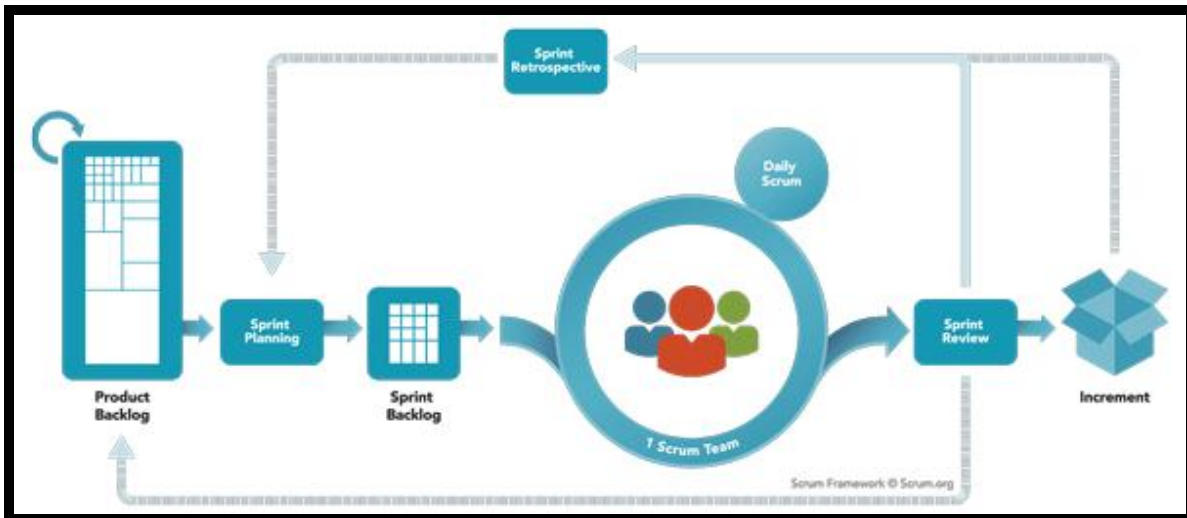 Sprint
Retrospective
Daily
Scrum
Sprint
Planning
Sprint
Review
Product
Backlog
Sprint
Backlog
1 Scrum Team
Increment
Scrum Framework © Scrum.org